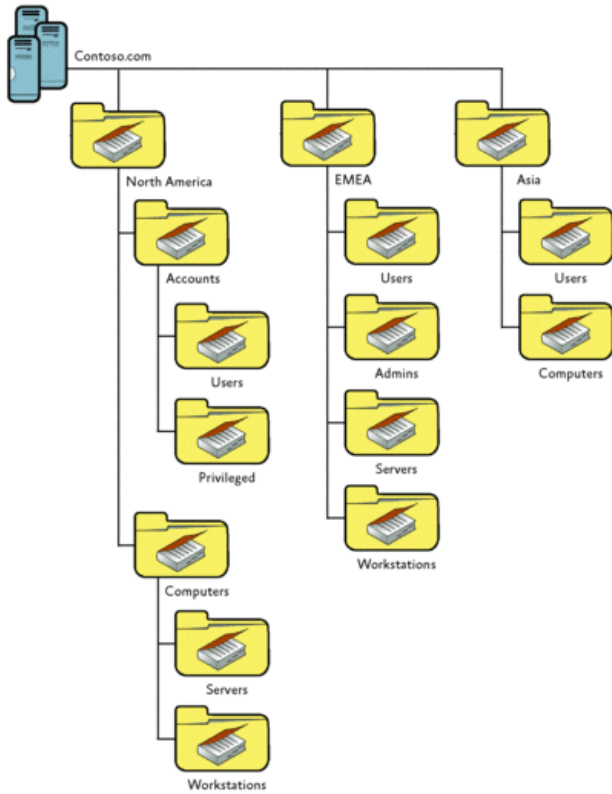 Contoso.com
North America
EMEA
Asia
Accounts
Users
Users
Users
Admins
Computers
Privileged
Servers
Workstations
Computers
Servers
Workstations